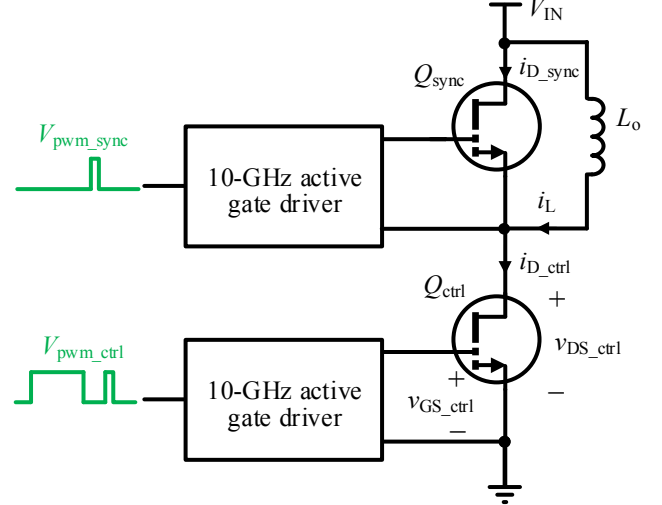 V_IN
i_D_sync
Q_sync
L_o
V_pwm_sync
10-GHz active
gate driver
i_L
i_D_ctrl
Q_ctrl
+
V_pwm_ctrl
10-GHz active
gate driver
v_DS_ctrl
+
v_GS_ctrl
−
−